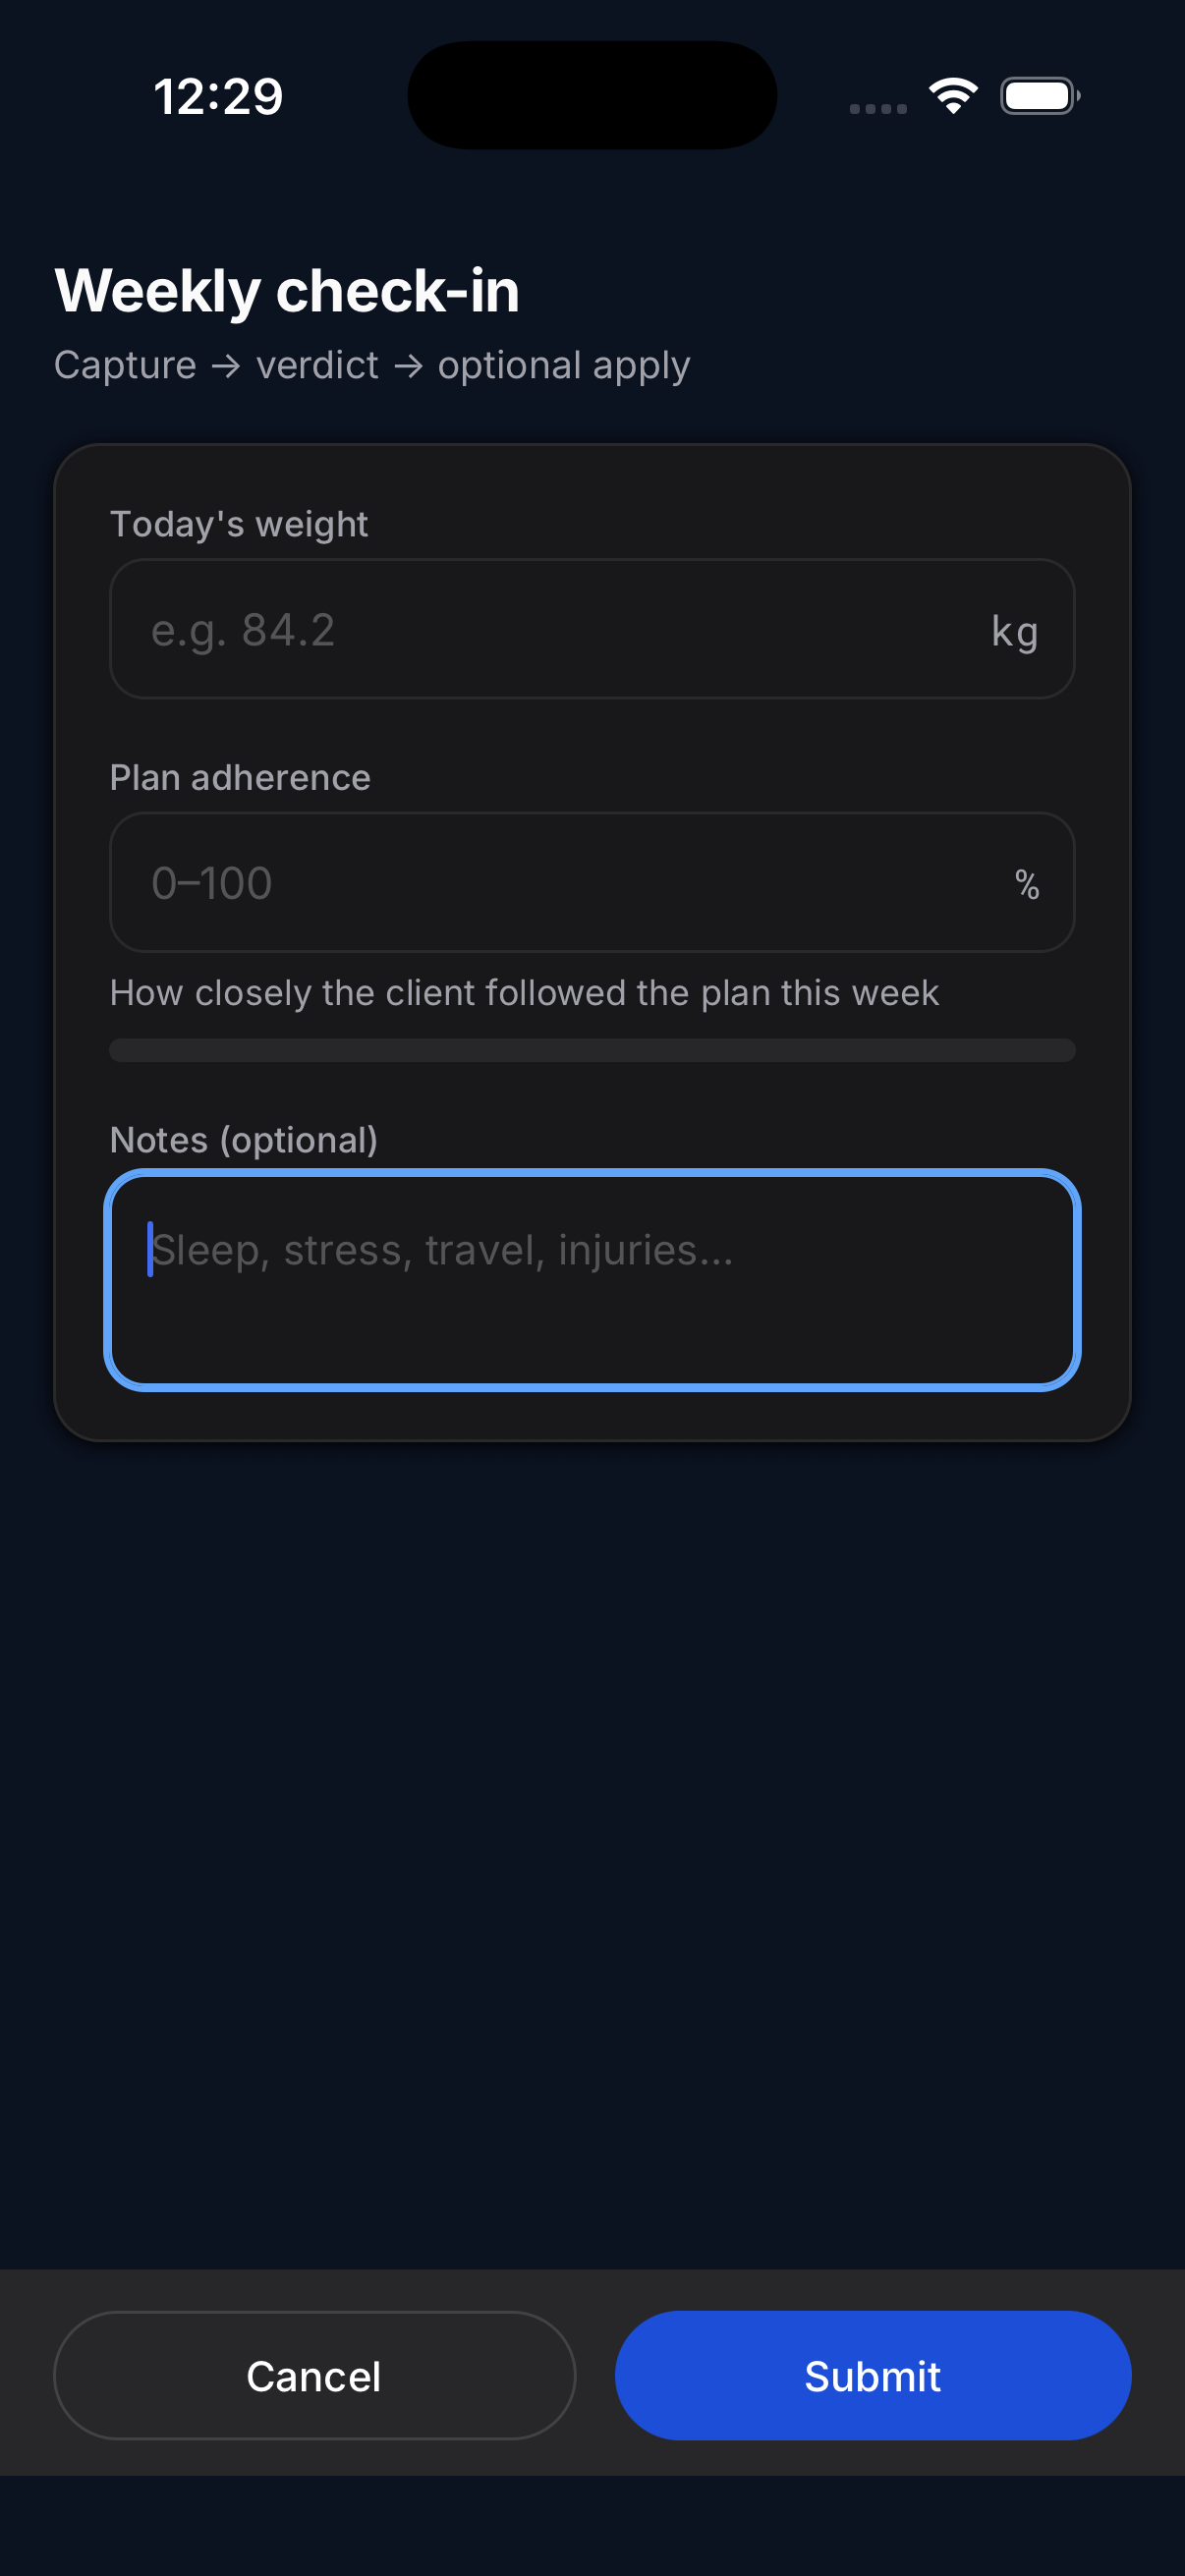 12:29
Weekly check-in
Capture → verdict → optional apply
Today's weight
e.g. 84.2 kg
Plan adherence
0–100 %
How closely the client followed the plan this week
Notes (optional)
Sleep, stress, travel, injuries...
Cancel Submit